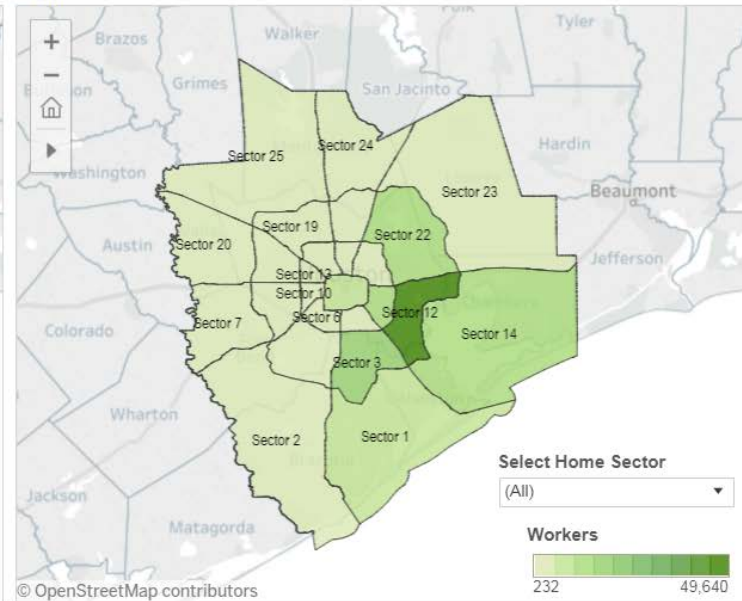 Brazos
Walker
Polk
Tyler
Grimes
San Jacinto
Hardin
Sector 25
Sector 24
Washington
Sector 23
Beaumont
Austin
Sector 20
Sector 19
Sector 22
Jefferson
Sector 13
Sector 10
Sector 12
Colorado
Sector 7
Sector 6
Sector 14
Sector 3
Wharton
Sector 2
Sector 1
Jackson
Matagorda
Select Home Sector
(All)
Workers
232 49,640
© OpenStreetMap contributors